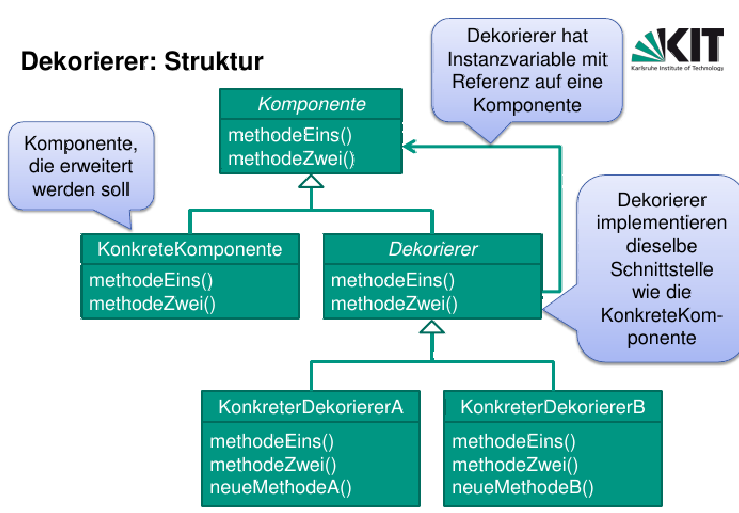 Dekorierer: Struktur
Dekorierer hat
Instanzvariable mit
Referenz auf eine
Komponente
KIT
Karlsruhe Institute of Technology
Komponente,
die erweitert
werden soll
Komponente
methodeEins()
methodeZwei()
Dekorierer
implementieren
dieselbe
Schnittstelle
wie die
KonkreteKom-
ponente
KonkreteKomponente
methodeEins()
methodeZwei()
Dekorierer
methodeEins()
methodeZwei()
KonkreterDekoriererA
methodeEins()
methodeZwei()
neueMethodeA()
KonkreterDekoriererB
methodeEins()
methodeZwei()
neueMethodeB()